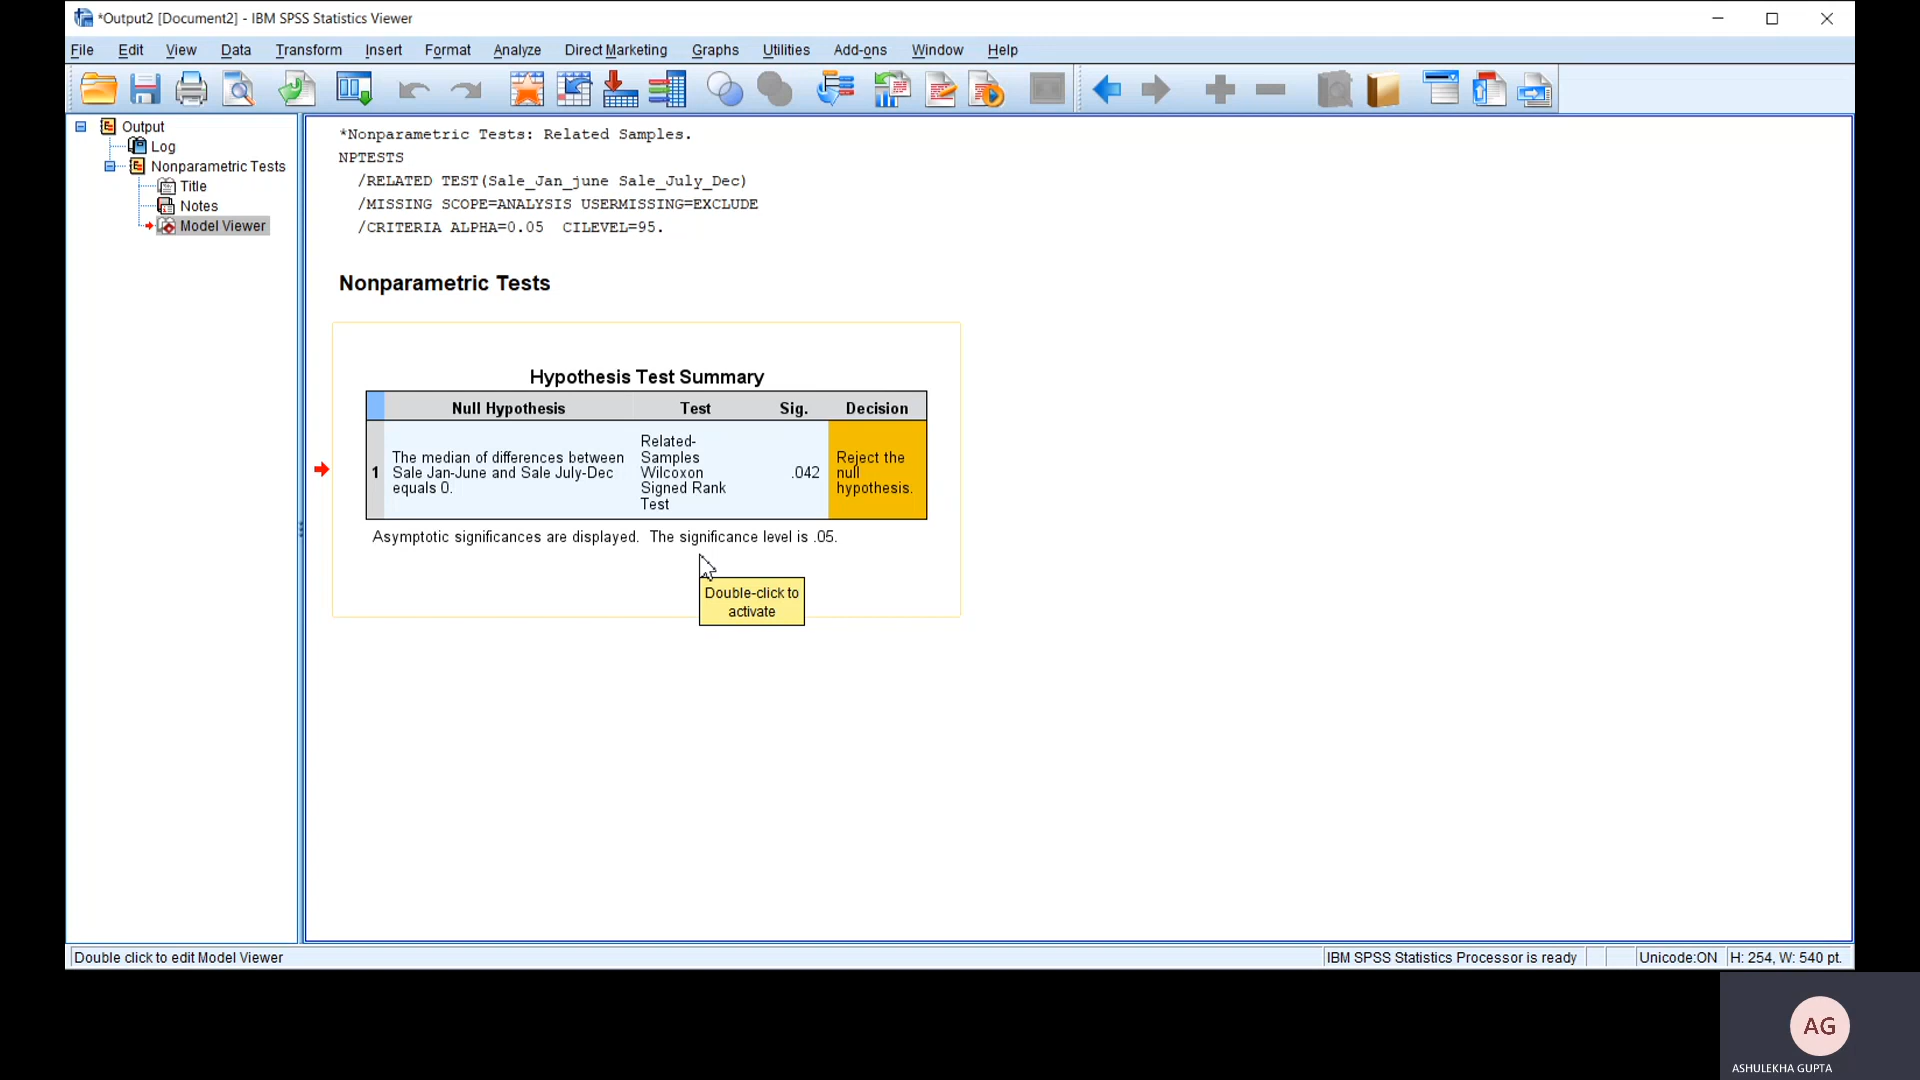 *Output2 [Document2] - IBM SPSS Statistics Viewer
File Edit View Data Transform Insert Format Analyze Direct Marketing Graphs Utilities Add-ons Window Help
Output
Log
Nonparametric Tests
Title
Notes
Model Viewer
*Nonparametric Tests: Related Samples.
NPTESTS
/RELATED TEST(Sale_Jan_june Sale_July_Dec)
/MISSING SCOPE=ANALYSIS USERMISSING=EXCLUDE
/CRITERIA ALPHA=0.05 CILEVEL=95.
Nonparametric Tests
Hypothesis Test Summary
Null Hypothesis Test Sig. Decision
1
The median of differences between
Sale Jan-June and Sale July-Dec
equals 0.
Related-
Samples
Wilcoxon
Signed Rank
Test
.042
Reject the
null
hypothesis.
Asymptotic significances are displayed. The significance level is .05.
Double-click to
activate
Double click to edit Model Viewer
IBM SPSS Statistics Processor is ready
Unicode:ON
H: 254, W: 540 pt.
AG
ASHULEKHA GUPTA